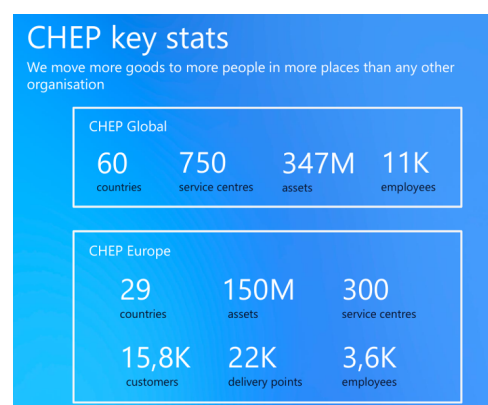 CHEP key stats
We move more goods to more people in more places than any other
organisation
CHEP Global
60 750 347M 11K
countries service centres assets employees
CHEP Europe
29 150M 300
countries assets service centres
15,8K 22K 3,6K
customers delivery points employees